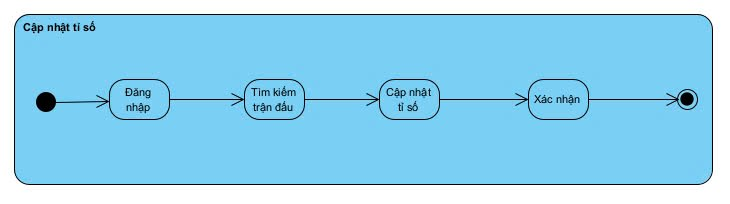 Cập nhật tỉ số
Đăng
nhập
Tìm kiếm
trận đấu
Cập nhật
tỉ số
Xác nhận